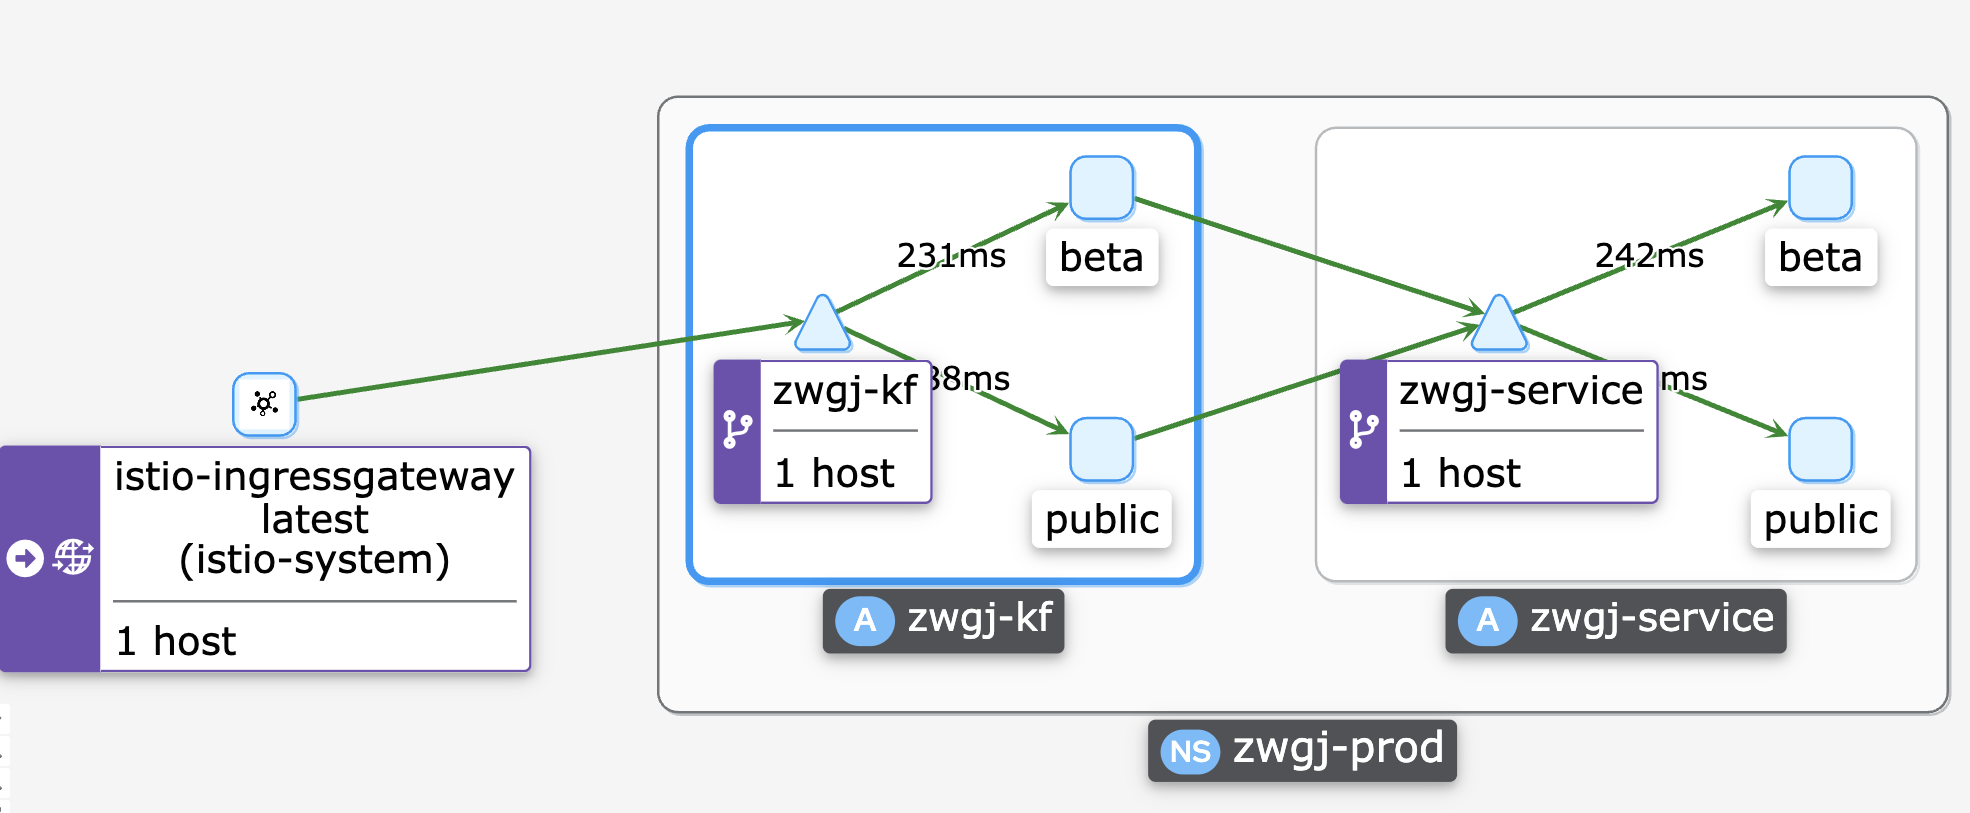 231ms
beta
zwgj-kf
1 host
public
A zwgj-kf
242ms
beta
zwgj-service
1 host
ms
public
A zwgj-service
istio-ingressgateway
latest
(istio-system)
1 host
NS zwgj-prod